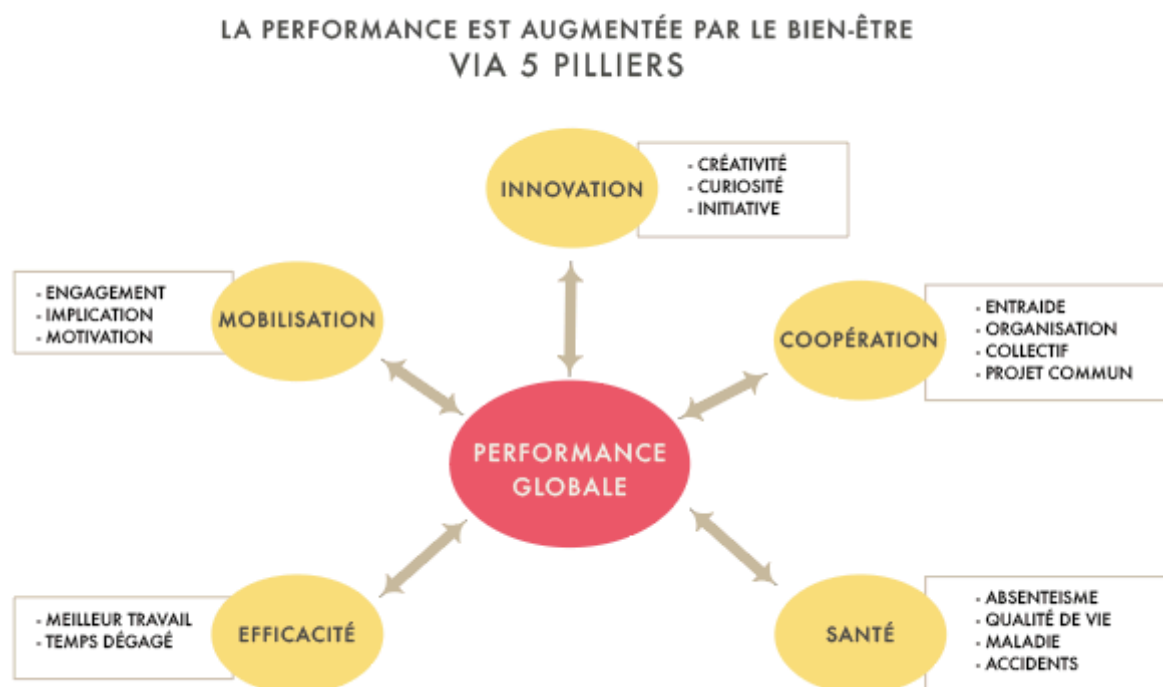 LA PERFORMANCE EST AUGMENTÉE PAR LE BIEN-ÊTRE
VIA 5 PILLIERS
INNOVATION
- CRÉATIVITÉ
- CURIOSITÉ
- INITIATIVE
- ENGAGEMENT
- IMPLICATION
- MOTIVATION
MOBILISATION
COOPÉRATION
- ENTRAIDE
- ORGANISATION
- COLLECTIF
- PROJET COMMUN
PERFORMANCE
GLOBALE
- MEILLEUR TRAVAIL
- TEMPS DÉGAGÉ
EFFICACITÉ
SANTÉ
- ABSENTEISME
- QUALITÉ DE VIE
- MALADIE
- ACCIDENTS